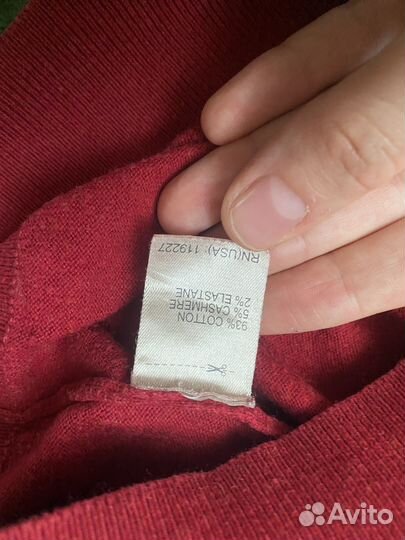 93% COTTON
5% CASHMERE
2% ELASTANE
RN(USA): 119227
Avito